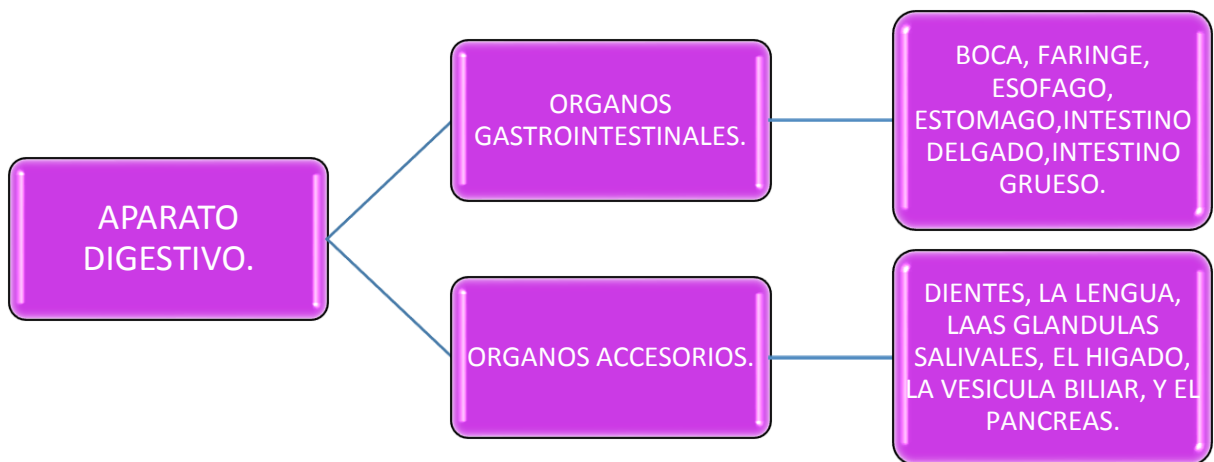 APARATO
DIGESTIVO.
ORGANOS
GASTROINTESTINALES.
BOCA, FARINGE,
ESOFAGO,
ESTOMAGO,INTESTINO
DELGADO,INTESTINO
GRUESO.
ORGANOS ACCESORIOS.
DIENTES, LA LENGUA,
LAAS GLANDULAS
SALIVALES, EL HIGADO,
LA VESICULA BILIAR, Y EL
PANCREAS.